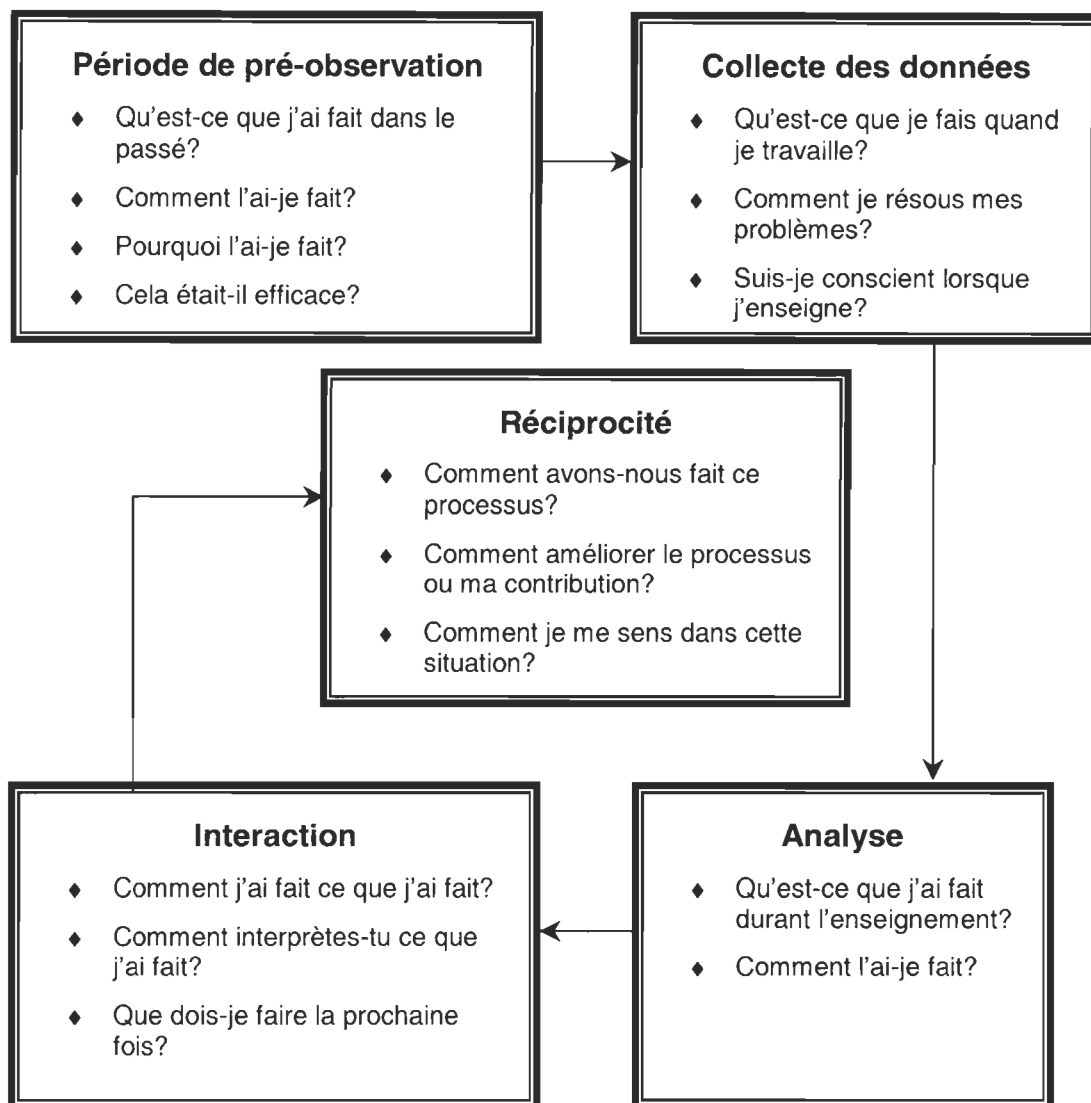 Période de pré-observation
♦ Qu'est-ce que j'ai fait dans le
passé?
♦ Comment l'ai-je fait?
♦ Pourquoi l'ai-je fait?
♦ Cela était-il efficace?
Collecte des données
♦ Qu'est-ce que je fais quand
je travaille?
♦ Comment je résous mes
problèmes?
♦ Suis-je conscient lorsque
j'enseigne?
Réciprocité
♦ Comment avons-nous fait ce
processus?
♦ Comment améliorer le processus
ou ma contribution?
♦ Comment je me sens dans cette
situation?
Interaction
♦ Comment j'ai fait ce que j'ai fait?
♦ Comment interprètes-tu ce que
j'ai fait?
♦ Que dois-je faire la prochaine
fois?
Analyse
♦ Qu'est-ce que j'ai fait
durant l'enseignement?
♦ Comment l'ai-je fait?